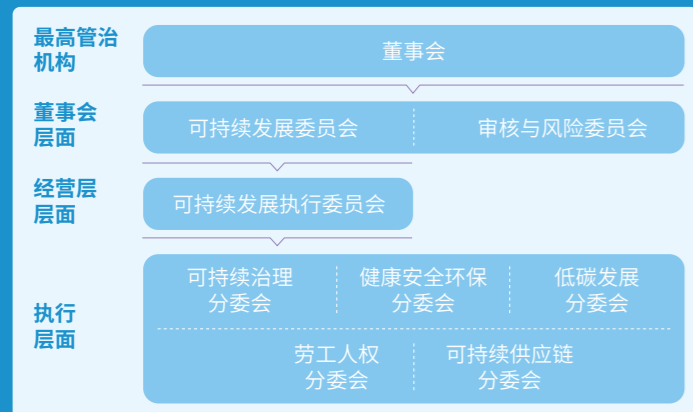 最高管治
机构
董事会
董事会
层面
可持续发展委员会
审核与风险委员会
经营层
层面
可持续发展执行委员会
执行
层面
可持续治理
分委会
健康安全环保
分委会
低碳发展
分委会
劳工人权
分委会
可持续供应链
分委会